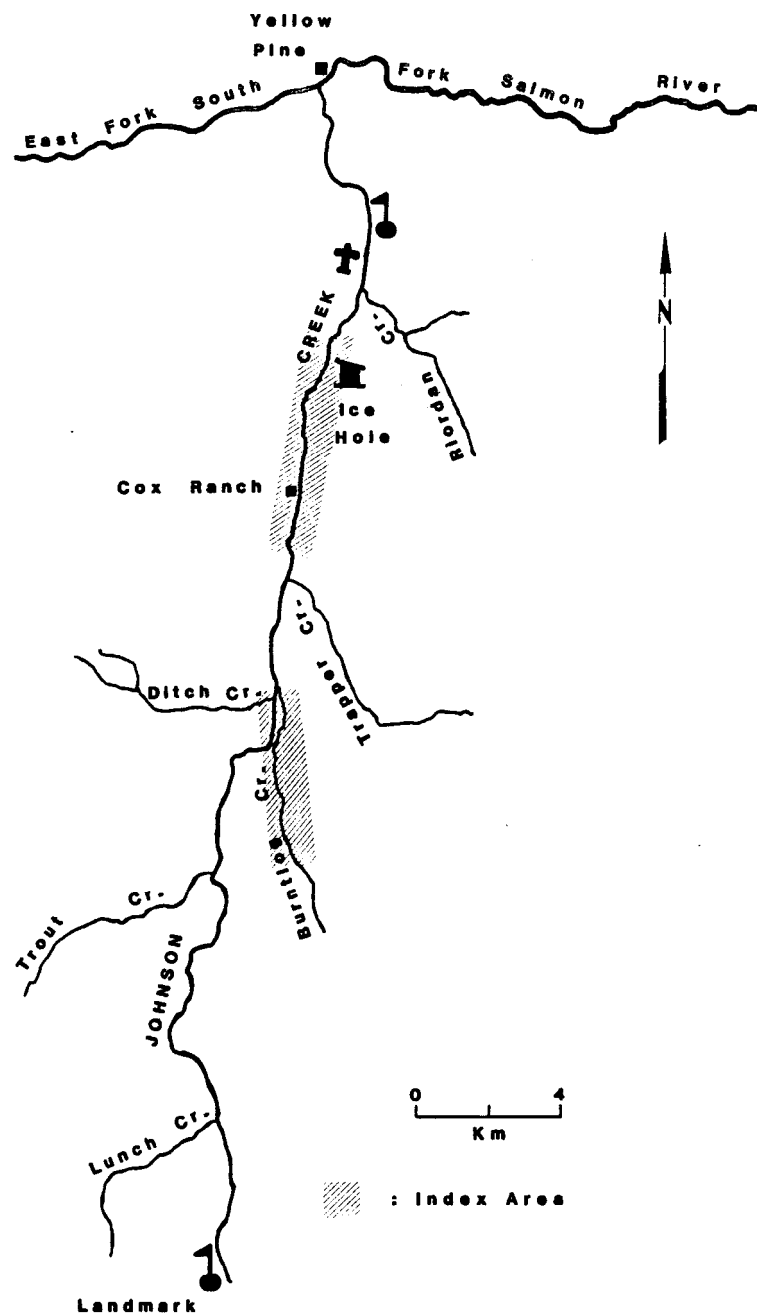 Yellow
Pine
East Fork South Fork Salmon River
N
CREEK
Cr.
Riordan
Ice
Hole
Cox Ranch
Trapper Cr.
Ditch Cr.
Cr.
Burntlog
Trout Cr.
JOHNSON
0 4
Km
Lunch Cr.
: Index Area
Landmark